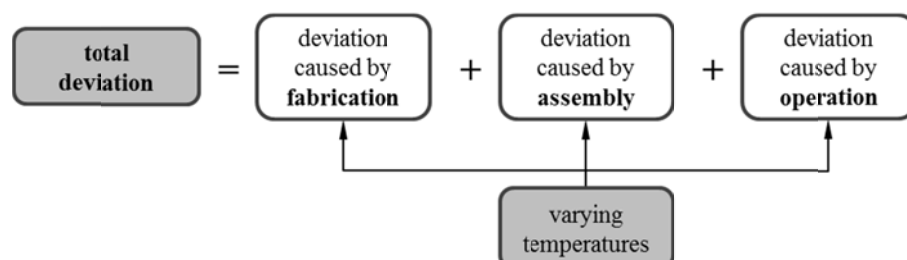 total
deviation
=
deviation
caused by
fabrication
+
deviation
caused by
assembly
+
deviation
caused by
operation
varying
temperatures